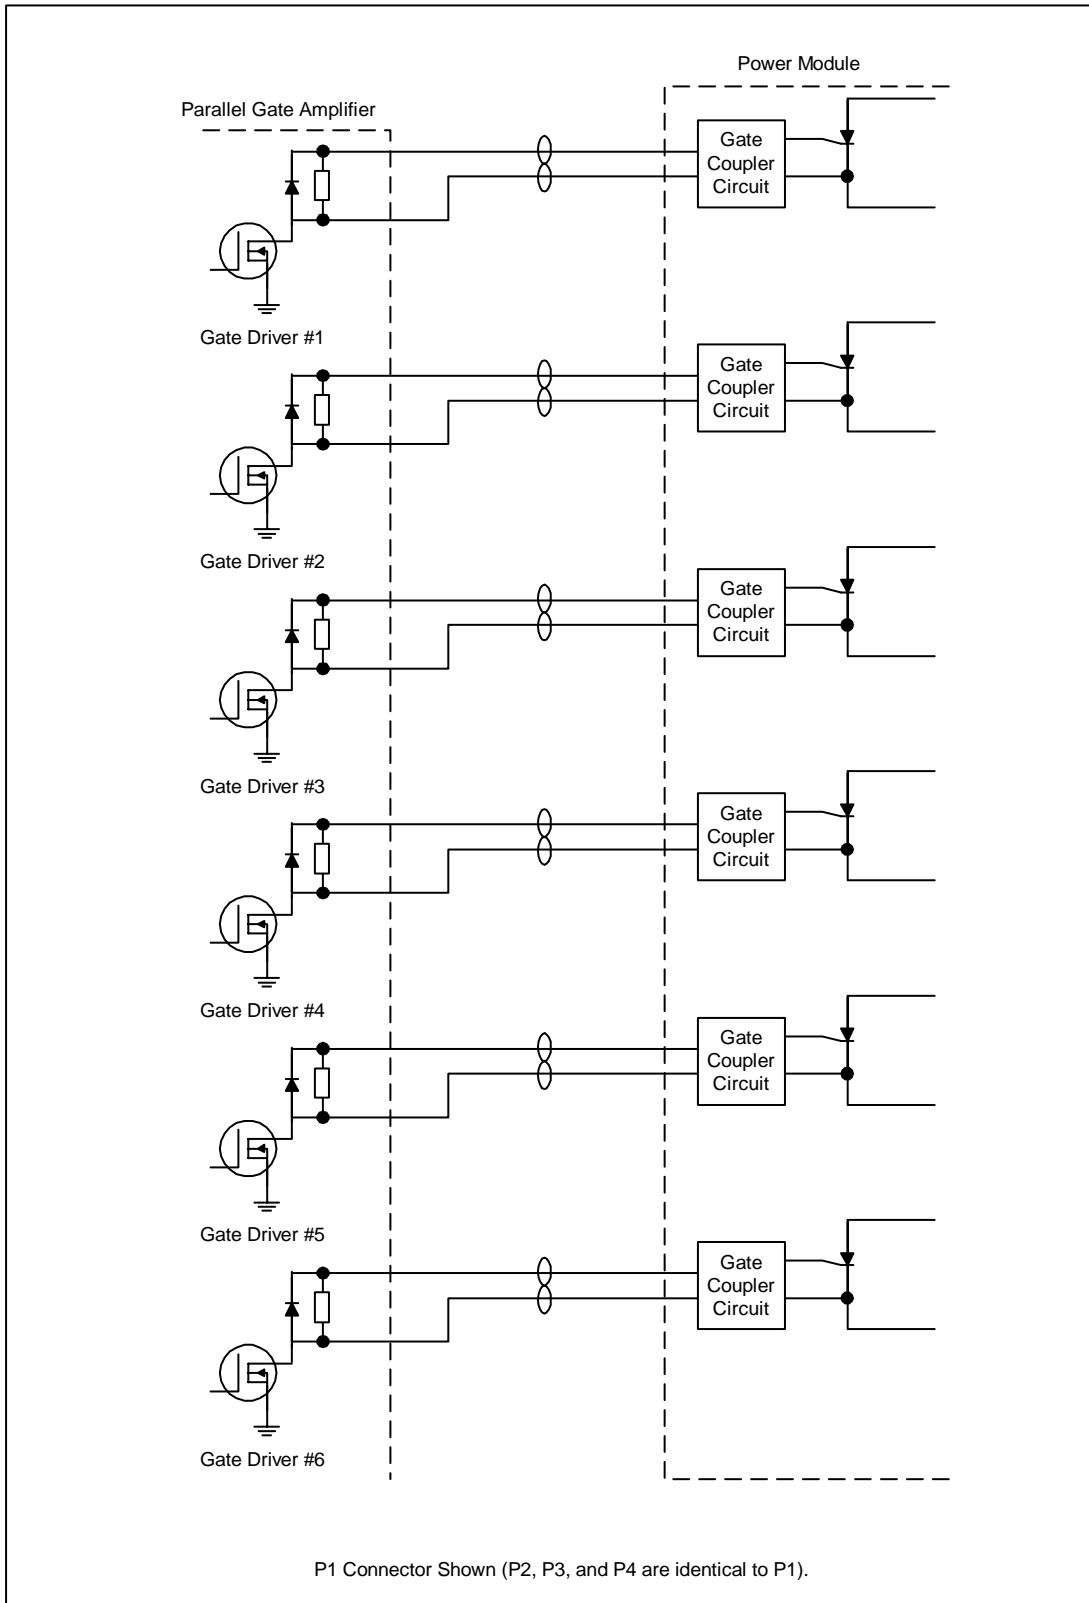 Power Module
Parallel Gate Amplifier
Gate
Coupler
Circuit
Gate Driver #1
Gate
Coupler
Circuit
Gate Driver #2
Gate
Coupler
Circuit
Gate Driver #3
Gate
Coupler
Circuit
Gate Driver #4
Gate
Coupler
Circuit
Gate Driver #5
Gate
Coupler
Circuit
Gate Driver #6
P1 Connector Shown (P2, P3, and P4 are identical to P1).